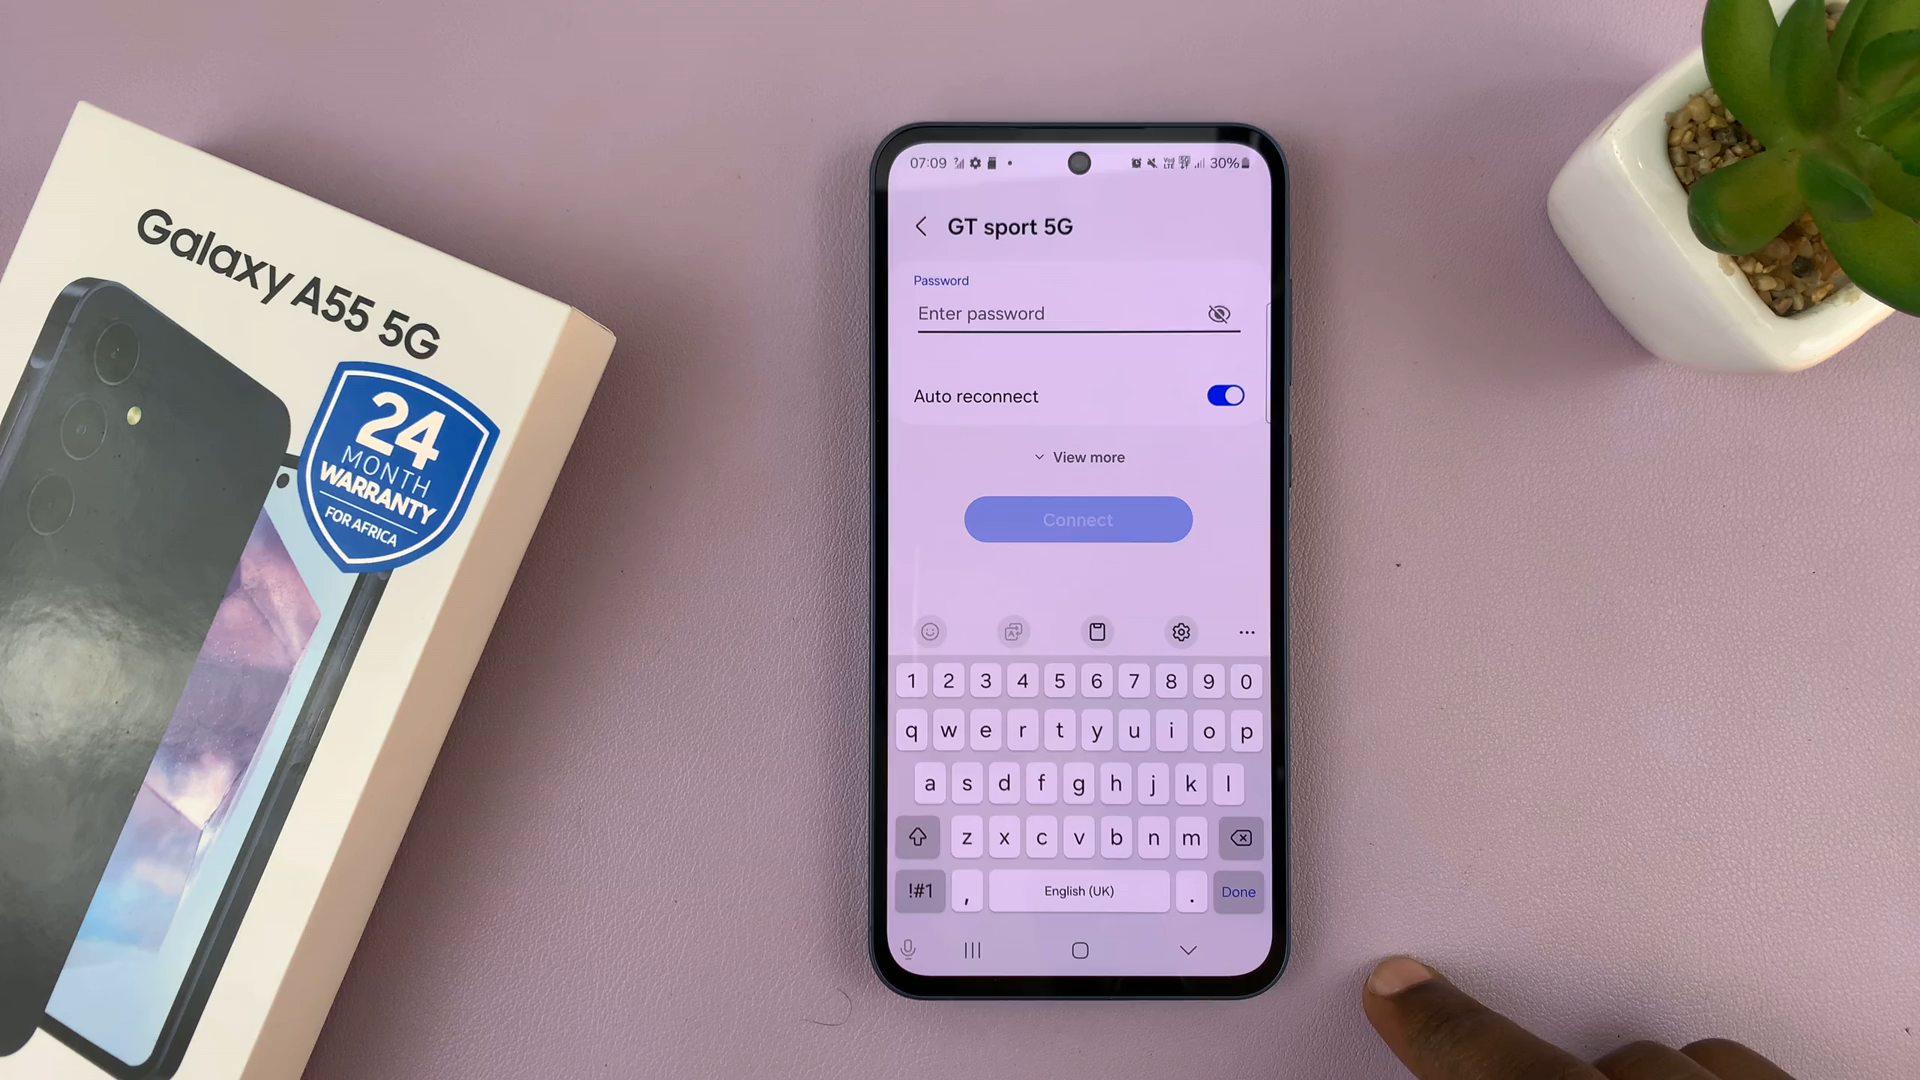 Galaxy A55 5G
24
MONTH
WARRANTY
FOR AFRICA
07:09
30%
GT sport 5G
Password
Enter password
Auto reconnect
View more
Connect
1 2 3 4 5 6 7 8 9 0
q w e r t y u i o p
a s d f g h j k l
z x c v b n m
!#1 , English (UK) . Done